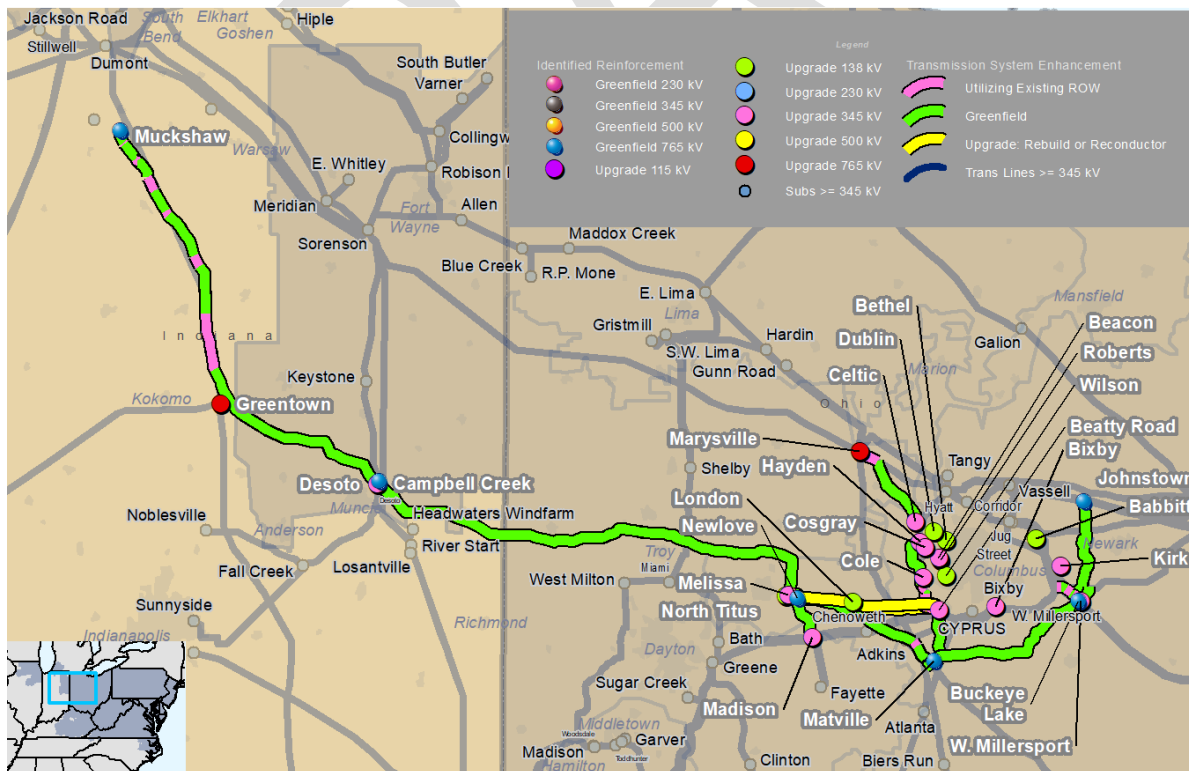 Legend
Identified Reinforcement
Greenfield 230 kV
Greenfield 345 kV
Greenfield 500 kV
Greenfield 765 kV
Upgrade 115 kV
Upgrade 138 kV
Upgrade 230 kV
Upgrade 345 kV
Upgrade 500 kV
Upgrade 765 kV
Subs >= 345 kV
Transmission System Enhancement
Utilizing Existing ROW
Greenfield
Upgrade: Rebuild or Reconductor
Trans Lines >= 345 kV
Jackson Road
South
Bend
Elkhart
Goshen
Hiple
Stillwell
Dumont
South Butler
Varner
Muckshaw
Warsaw
Collingw
E. Whitley
Robison
Meridian
Fort
Wayne
Allen
Sorenson
Maddox Creek
Blue Creek
R.P. Mone
E. Lima
Lima
Bethel
Mansfield
Beacon
Gristmill
Hardin
Dublin
Galion
Roberts
Indiana
S.W. Lima
Gunn Road
Marion
Celtic
Wilson
Keystone
Ohio
Kokomo
Greentown
Beatty Road
Marysville
Bixby
Hayden
Shelby
Tangy
Desoto
Campbell Creek
Desoto
Johnstown
London
Vassell
Muncie
Hyatt
Corridor
Babbitt
Noblesville
Anderson
Headwaters Windfarm
Newlove
Cosgray
Jug
Street
Newark
River Start
Troy
Miami
Cole
Columbus
Kirk
Fall Creek
Losantville
West Milton
Melissa
Bixby
Sunnyside
North Titus
Chenoweth
CYPRUS
W. Millersport
Richmond
Indianapolis
Bath
Dayton
Adkins
Greene
Sugar Creek
Fayette
Buckeye
Lake
Madison
Matville
Atlanta
W. Millersport
Middletown
Woodsdale
Garver
Madison
Todhunter
Hamilton
Clinton
Biers Run